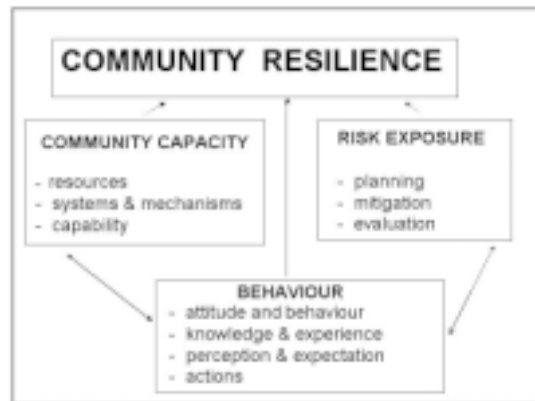 COMMUNITY RESILIENCE
COMMUNITY CAPACITY
- resources
- systems & mechanisms
- capability
RISK EXPOSURE
- planning
- mitigation
- evaluation
BEHAVIOUR
- attitude and behaviour
- knowledge & experience
- perception & expectation
- actions